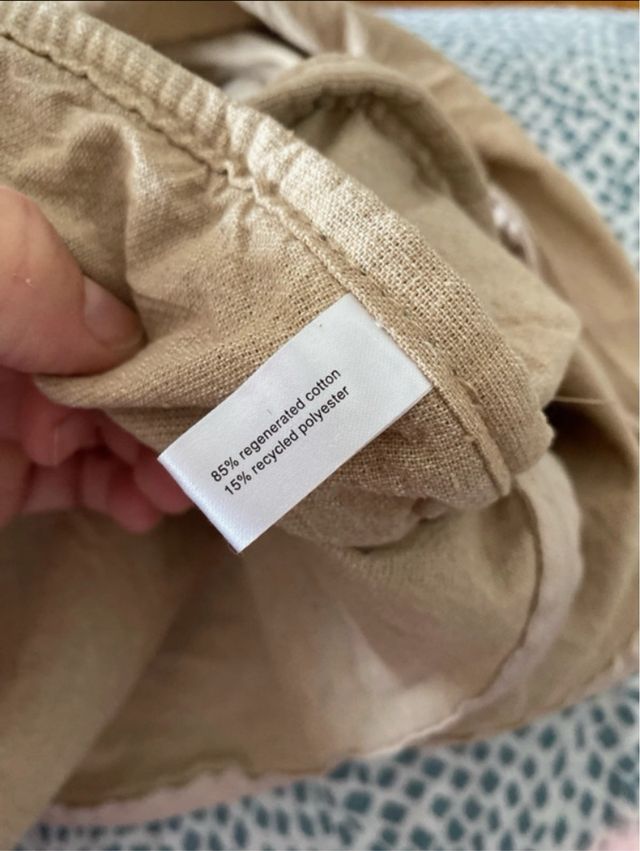 85% regenerated cotton
15% recycled polyester